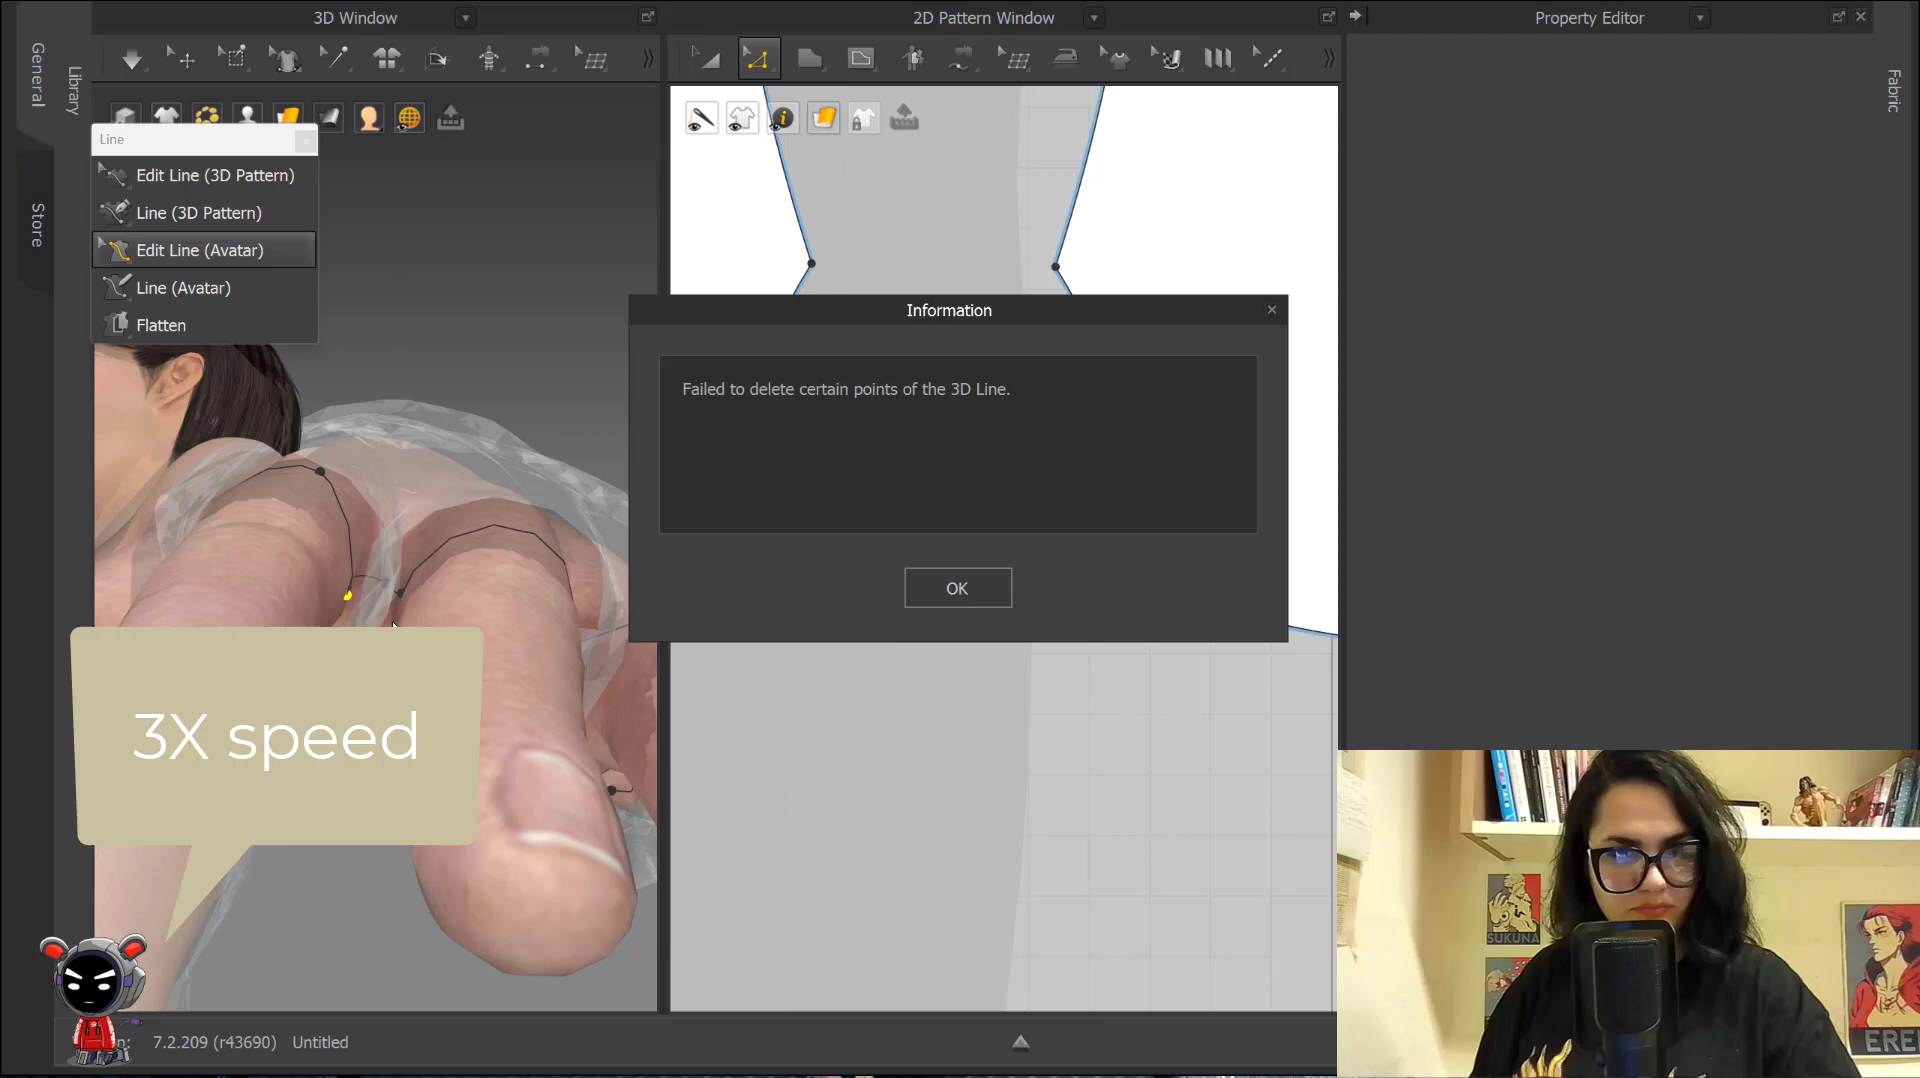 3D Window
2D Pattern Window
Property Editor
General
Library
Store
Fabric
Line
Edit Line (3D Pattern)
Line (3D Pattern)
Edit Line (Avatar)
Line (Avatar)
Flatten
Information
Failed to delete certain points of the 3D Line.
OK
3X speed
SUKUNA
EREN
7.2.209 (r43690) Untitled